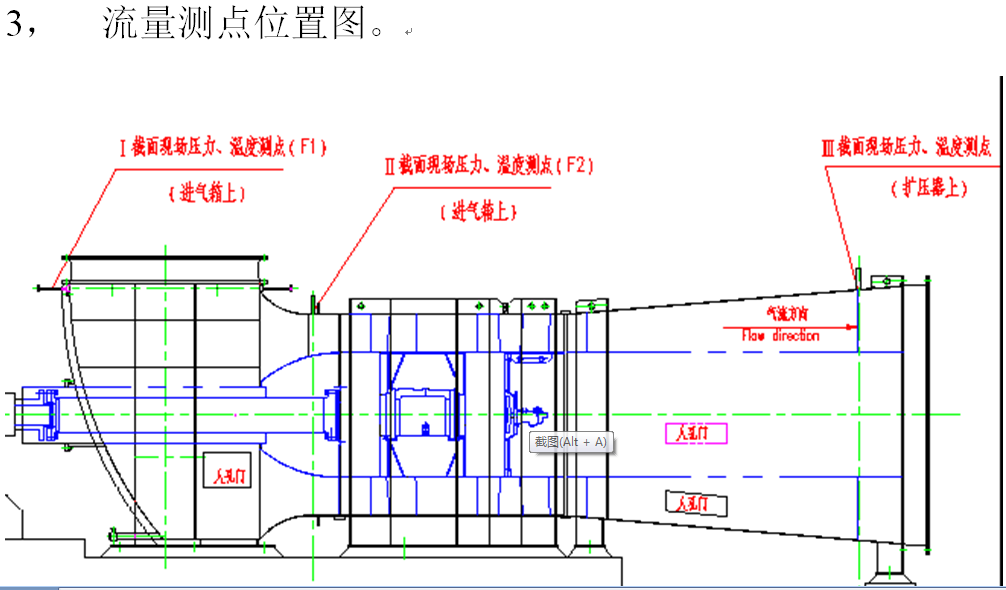 3， 流量测点位置图。
Ⅰ截面现场压力、温度测点(F1)
(进气箱上)
Ⅱ截面现场压力、温度测点(F2)
(进气箱上)
Ⅲ截面现场压力、温度测点
(扩压器上)
气流方向
Flow direction
截图(Alt + A)
人孔门
人孔门
人孔门